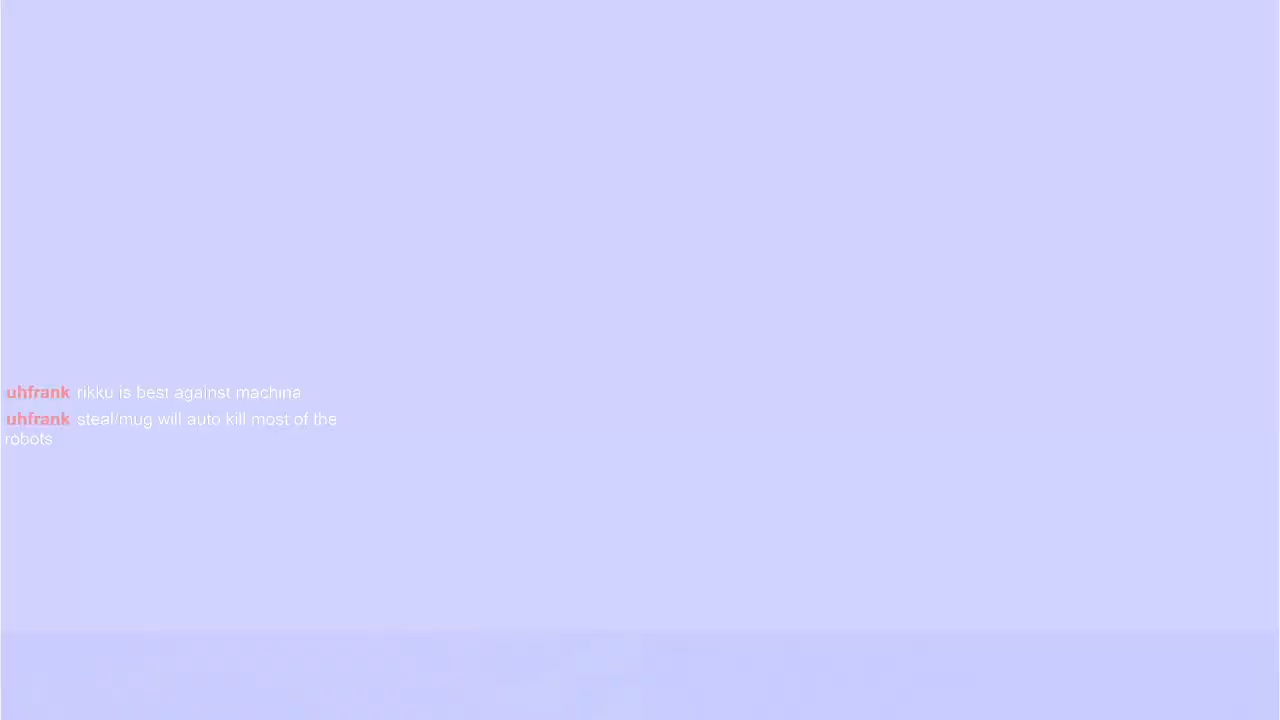 uhfrank rikku is best against machina
uhfrank steal/mug will auto kill most of the
robots